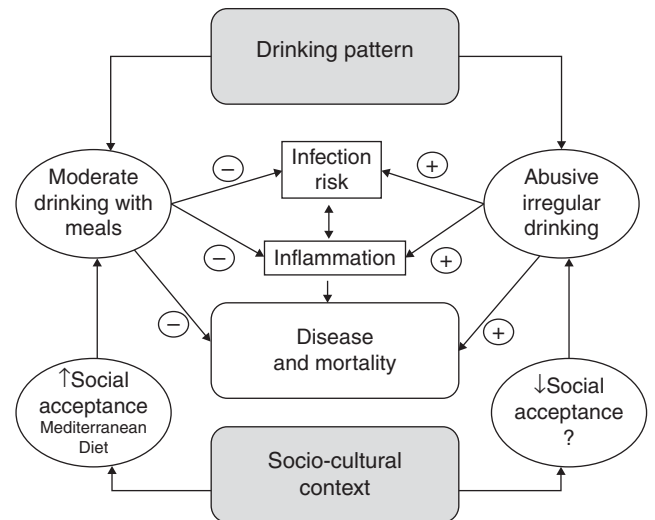 Drinking pattern
Moderate
drinking with
meals
−
Infection
risk
+
Abusive
irregular
drinking
−
Inflammation
+
−
Disease
and mortality
+
↑Social
acceptance
Mediterranean
Diet
↓Social
acceptance
?
Socio-cultural
context